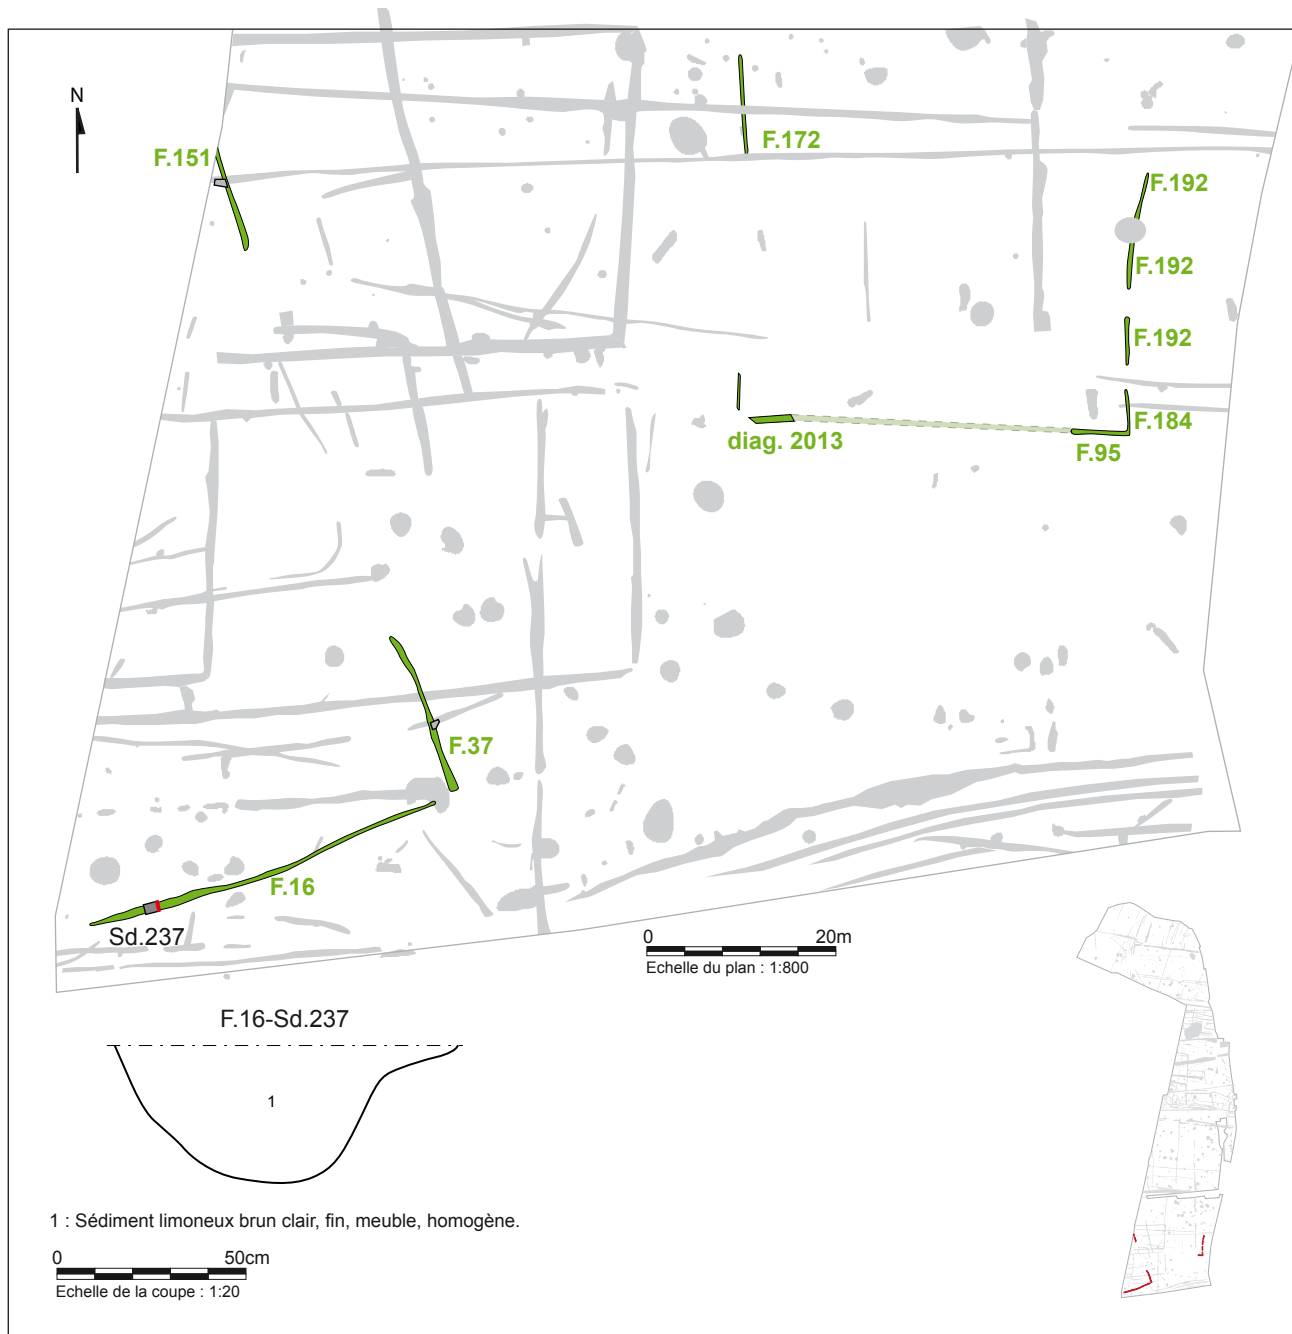 N
F.151
F.172
F.192
F.192
F.192
F.184
diag. 2013
F.95
F.37
F.16
Sd.237
0 20m
Echelle du plan : 1:800
F.16-Sd.237
1
1 : Sédiment limoneux brun clair, fin, meuble, homogène.
0 50cm
Echelle de la coupe : 1:20